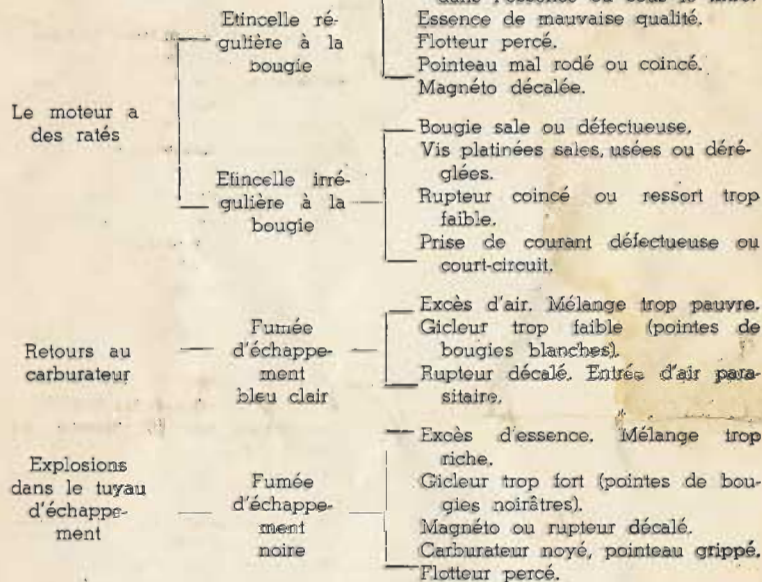 Le moteur a
des ratés
Etincelle ré-
gulière à la
bougie
Essence de mauvaise qualité.
Flotteur percé.
Pointeau mal rodé ou coincé.
Magnéto décalée.
Etincelle irré-
gulière à la
bougie
Bougie sale ou défectueuse.
Vis platinées sales, usées ou déré-
glées.
Rupteur coincé ou ressort trop
faible.
Prise de courant défectueuse ou
court-circuit.
Retours au
carburateur
Fumée
d'échappe-
ment
bleu clair
Excès d'air. Mélange trop pauvre.
Gicleur trop faible (pointes de
bougies blanches).
Rupteur décalé. Entrée d'air para-
sitaire.
Explosions
dans le tuyau
d'échappe-
ment
Fumée
d'échappe-
ment
noire
Excès d'essence. Mélange trop
riche.
Gicleur trop fort (pointes de bou-
gies noirâtres).
Magnéto ou rupteur décalé.
Carburateur noyé, pointeau grippé.
Flotteur percé.